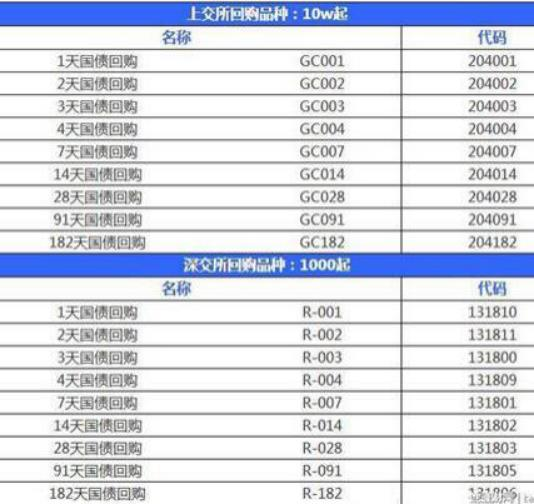 上交所回购品种：10w起
名称 代码
1天国债回购 GC001 204001
2天国债回购 GC002 204002
3天国债回购 GC003 204003
4天国债回购 GC004 204004
7天国债回购 GC007 204007
14天国债回购 GC014 204014
28天国债回购 GC028 204028
91天国债回购 GC091 204091
182天国债回购 GC182 204182
深交所回购品种：1000起
名称 代码
1天国债回购 R-001 131810
2天国债回购 R-002 131811
3天国债回购 R-003 131800
4天国债回购 R-004 131809
7天国债回购 R-007 131801
14天国债回购 R-014 131802
28天国债回购 R-028 131803
91天国债回购 R-091 131805
182天国债回购 R-182 131806